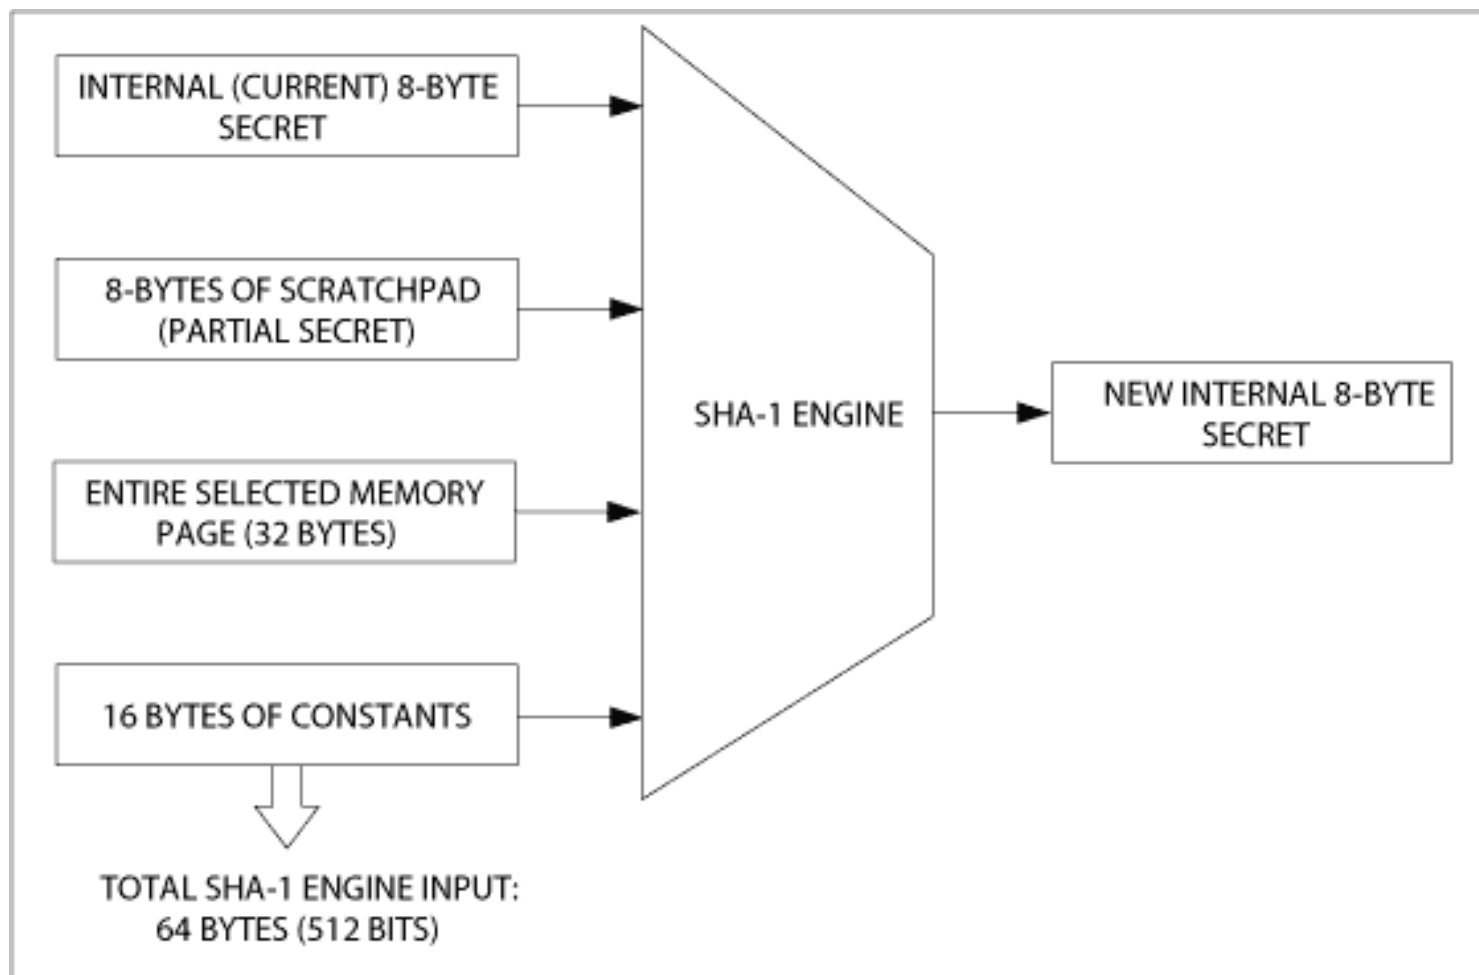 INTERNAL (CURRENT) 8-BYTE
SECRET
8-BYTES OF SCRATCHPAD
(PARTIAL SECRET)
ENTIRE SELECTED MEMORY
PAGE (32 BYTES)
16 BYTES OF CONSTANTS
TOTAL SHA-1 ENGINE INPUT:
64 BYTES (512 BITS)
SHA-1 ENGINE
NEW INTERNAL 8-BYTE
SECRET